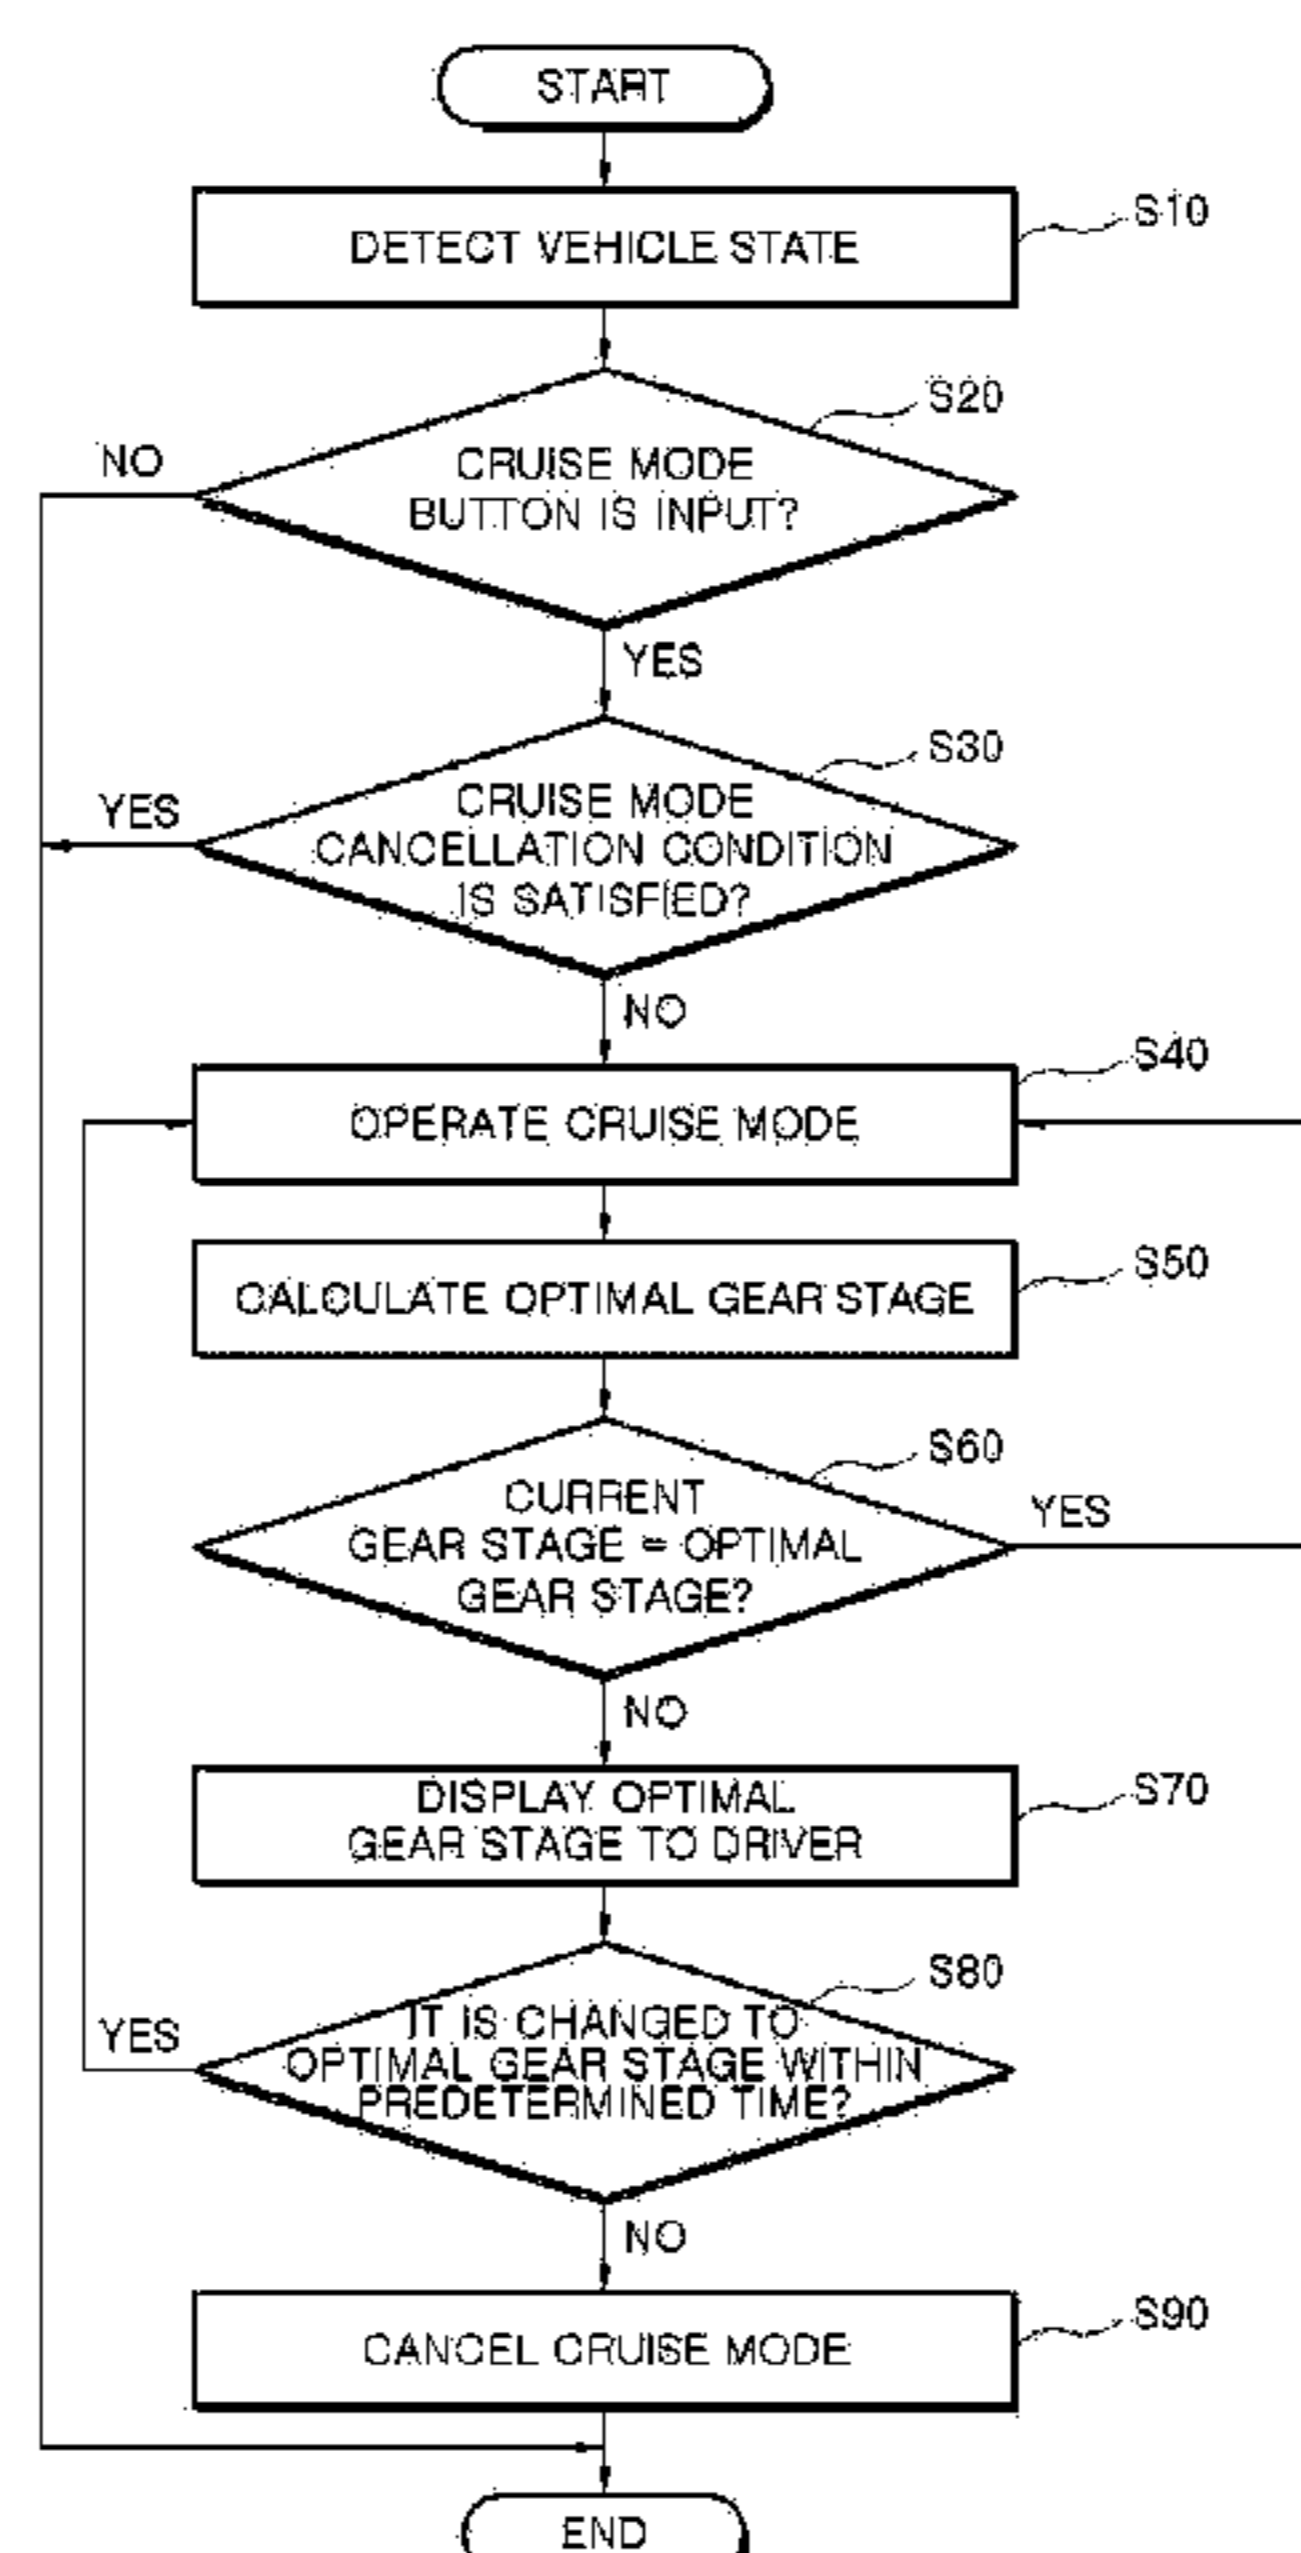 START
DETECT VEHICLE STATE
S10
S20
NO
CRUISE MODE
BUTTON IS INPUT?
YES
S30
YES
CRUISE MODE
CANCELLATION CONDITION
IS SATISFIED?
NO
S40
OPERATE CRUISE MODE
S50
CALCULATE OPTIMAL GEAR STAGE
S60
CURRENT
GEAR STAGE = OPTIMAL
GEAR STAGE?
YES
NO
DISPLAY OPTIMAL
GEAR STAGE TO DRIVER
S70
S80
YES
IT IS CHANGED TO
OPTIMAL GEAR STAGE WITHIN
PREDETERMINED TIME?
NO
S90
CANCEL CRUISE MODE
END